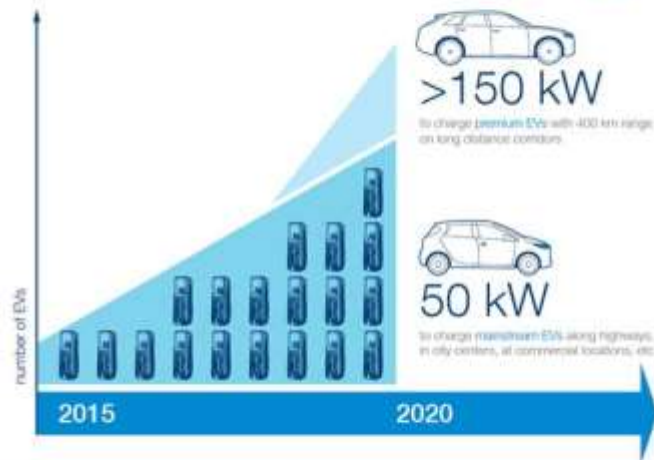 >150 kW
to charge premium EVs with 400 km range
on long distance corridors
50 kW
to charge mainstream EVs along highways,
in city centers, at commercial locations, etc
number of EVs
2015
2020